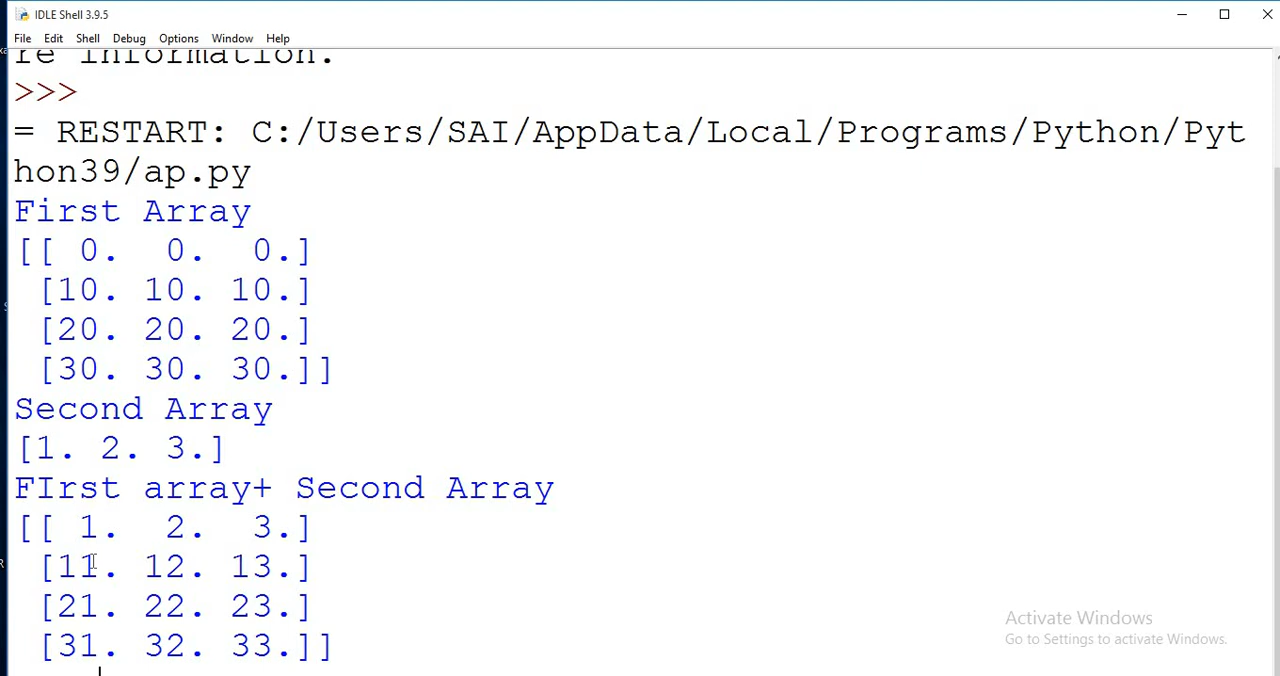 IDLE Shell 3.9.5
File Edit Shell Debug Options Window Help
re information.
>>>
= RESTART: C:/Users/SAI/AppData/Local/Programs/Python/Pyt
hon39/ap.py
First Array
[[ 0.  0.  0.]
 [10. 10. 10.]
 [20. 20. 20.]
 [30. 30. 30.]]
Second Array
[1. 2. 3.]
FIrst array+ Second Array
[[ 1.  2.  3.]
 [11. 12. 13.]
 [21. 22. 23.]
 [31. 32. 33.]]
Activate Windows
Go to Settings to activate Windows.